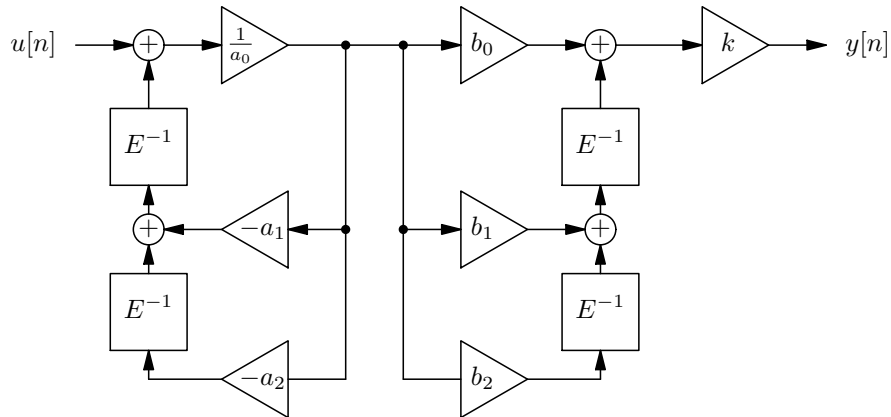 u[n] + 1/a₀ b₀ + k y[n]
E⁻¹ E⁻¹
+ −a₁ b₁ +
E⁻¹ E⁻¹
−a₂ b₂